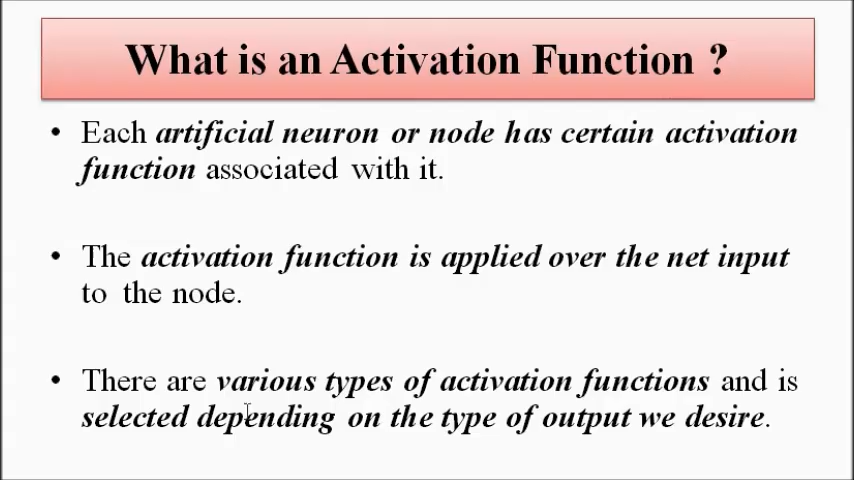 What is an Activation Function ?
• Each artificial neuron or node has certain activation
function associated with it.
• The activation function is applied over the net input
to the node.
• There are various types of activation functions and is
selected depending on the type of output we desire.